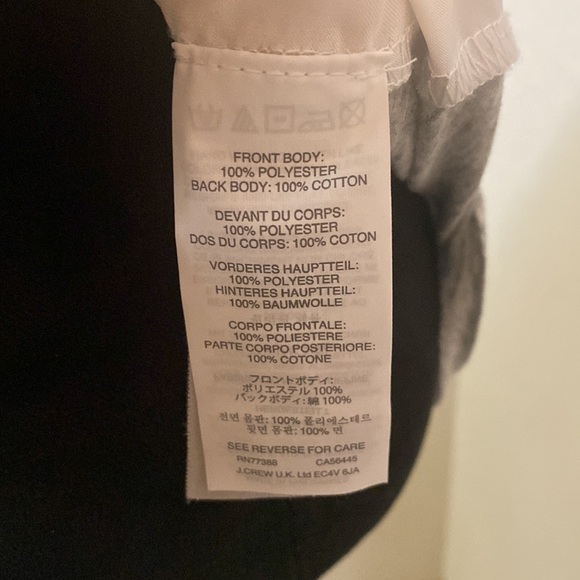 FRONT BODY:
100% POLYESTER
BACK BODY: 100% COTTON
DEVANT DU CORPS:
100% POLYESTER
DOS DU CORPS: 100% COTON
VORDERES HAUPTTEIL:
100% POLYESTER
HINTERES HAUPTTEIL:
100% BAUMWOLLE
CORPO FRONTALE:
100% POLIESTERE
PARTE CORPO POSTERIORE:
100% COTONE
フロントボディ:
ポリエステル 100%
バックボディ: 綿 100%
전면 몸판: 100% 폴리에스테르
뒷면 몸판: 100% 면
SEE REVERSE FOR CARE
RN77388 CA56445
J.CREW U.K. Ltd EC4V 6JA